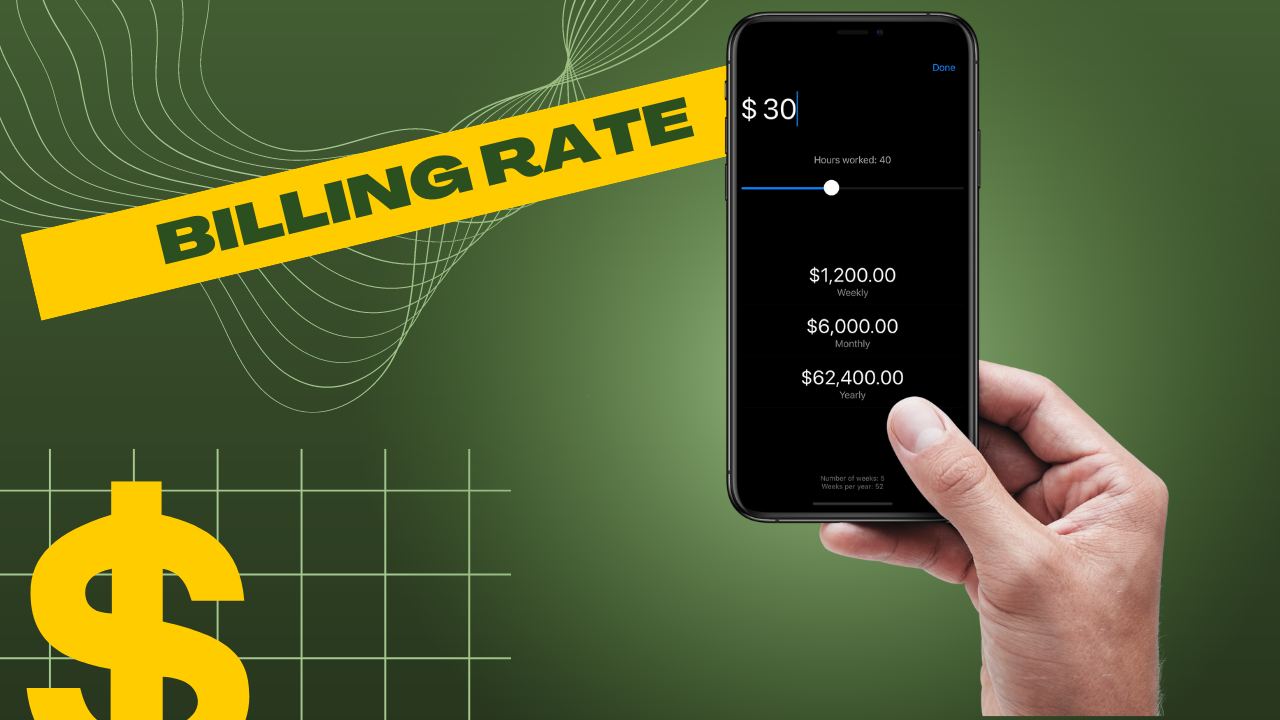 BILLING RATE
Done
$ 30
Hours worked: 40
$1,200.00
Weekly
$6,000.00
Monthly
$62,400.00
Yearly
Number of weeks: 5
Weeks per year: 52
$